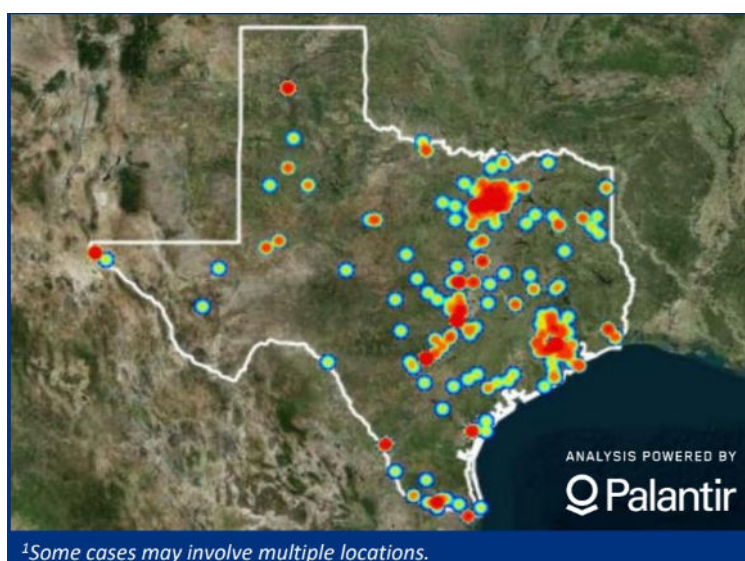 ANALYSIS POWERED BY
Palantir
¹Some cases may involve multiple locations.